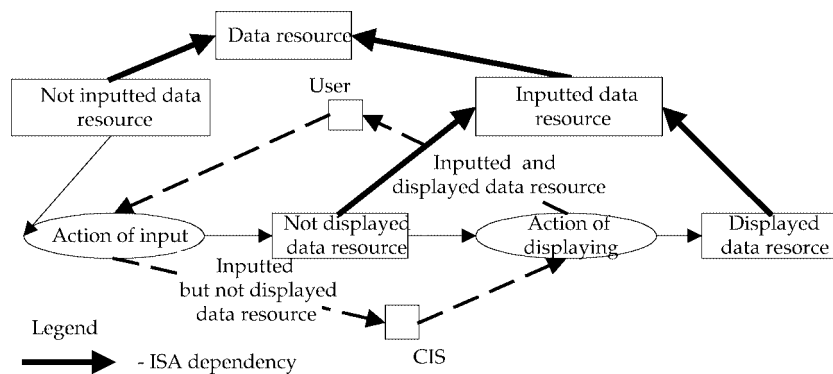 Data resource
Not inputted data
resource
User
Inputted data
resource
Inputted and
displayed data resource
Action of input
Not displayed
data resource
Action of
displaying
Displayed
data resorce
Inputted
but not displayed
data resource
CIS
Legend
- ISA dependency